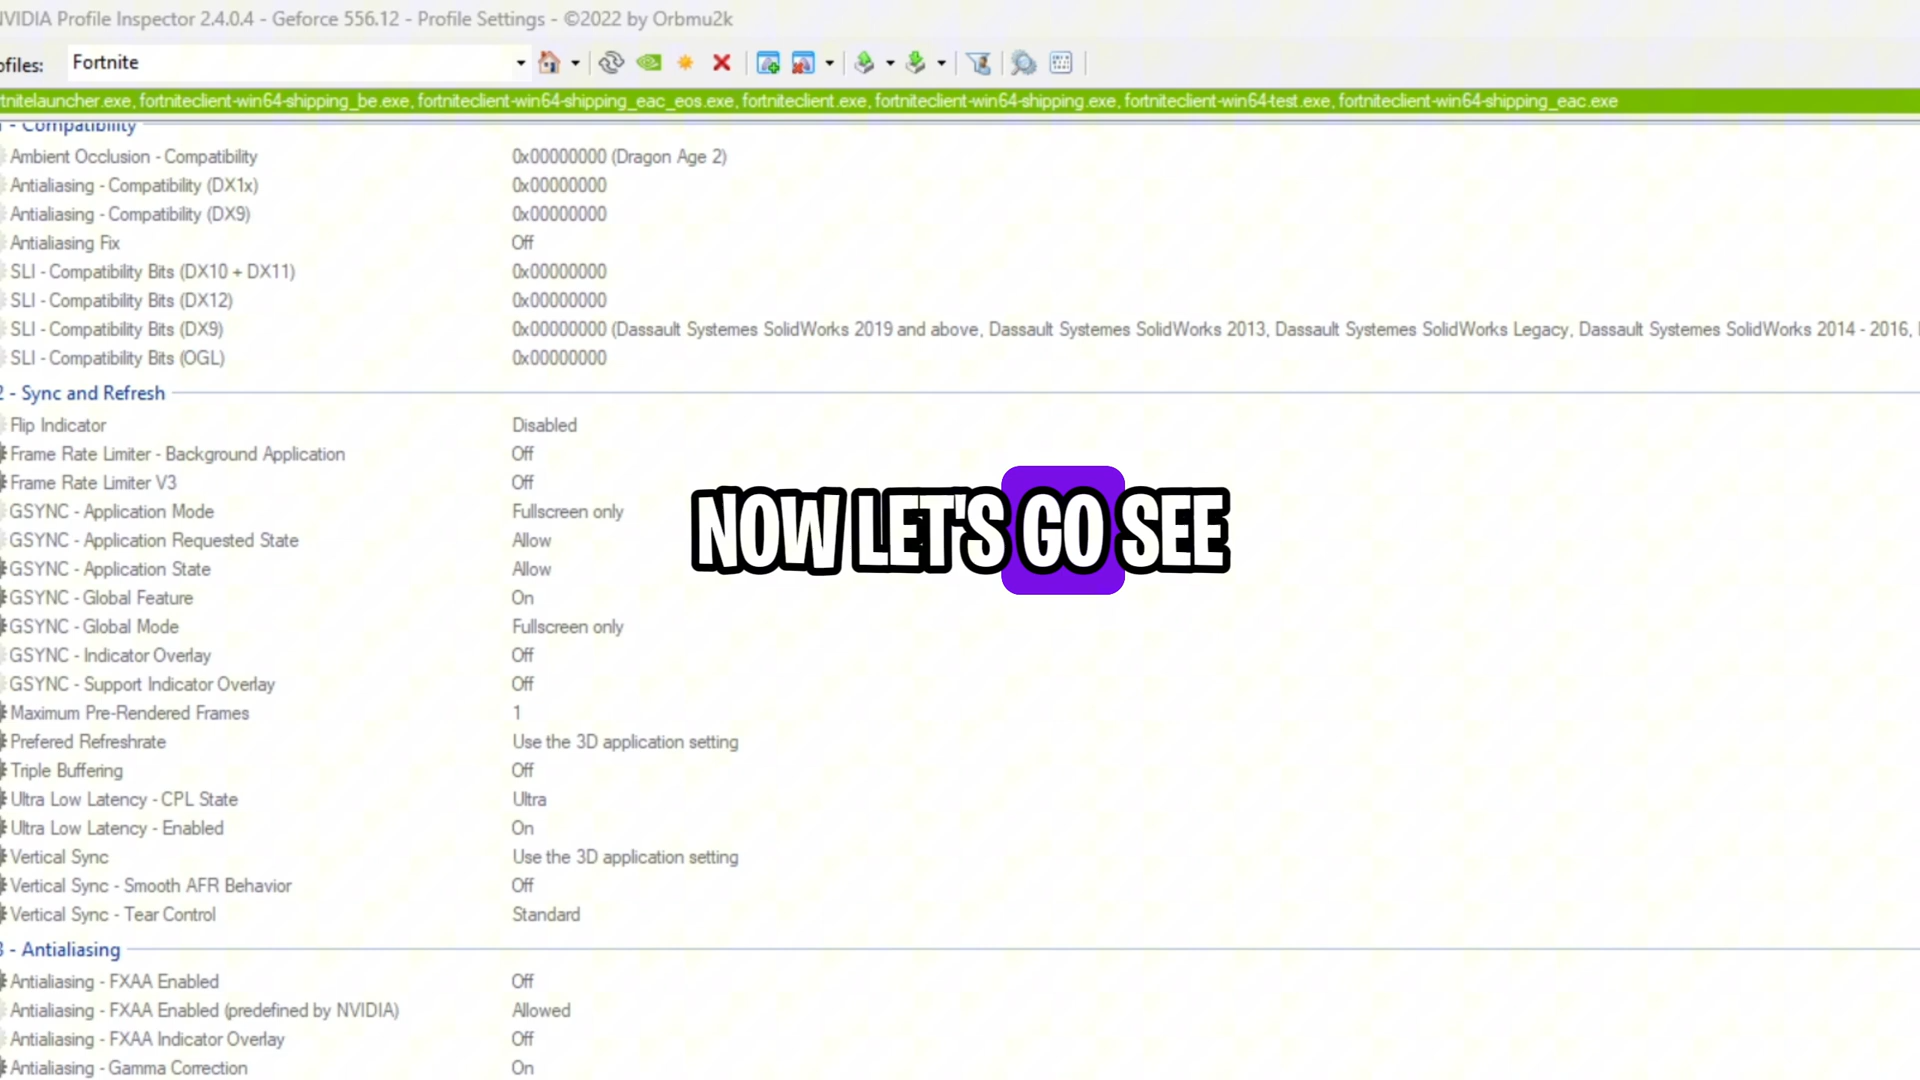 VIDIA Profile Inspector 2.4.0.4 - Geforce 556.12 - Profile Settings - ©2022 by Orbmu2k
ofiles: Fortnite
tnitelauncher.exe, fortniteclient-win64-shipping_be.exe, fortniteclient-win64-shipping_eac_eos.exe, fortniteclient.exe, fortniteclient-win64-shipping.exe, fortniteclient-win64-test.exe, fortniteclient-win64-shipping_eac.exe
- Compatibility
Ambient Occlusion - Compatibility 0x00000000 (Dragon Age 2)
Antialiasing - Compatibility (DX1x) 0x00000000
Antialiasing - Compatibility (DX9) 0x00000000
Antialiasing Fix Off
SLI - Compatibility Bits (DX10 + DX11) 0x00000000
SLI - Compatibility Bits (DX12) 0x00000000
SLI - Compatibility Bits (DX9) 0x00000000 (Dassault Systemes SolidWorks 2019 and above, Dassault Systemes SolidWorks 2013, Dassault Systemes SolidWorks Legacy, Dassault Systemes SolidWorks 2014 - 2016,
SLI - Compatibility Bits (OGL) 0x00000000
2 - Sync and Refresh
Flip Indicator Disabled
Frame Rate Limiter - Background Application Off
Frame Rate Limiter V3 Off
GSYNC - Application Mode Fullscreen only
NOW LET'S GO SEE
GSYNC - Application Requested State Allow
GSYNC - Application State Allow
GSYNC - Global Feature On
GSYNC - Global Mode Fullscreen only
GSYNC - Indicator Overlay Off
GSYNC - Support Indicator Overlay Off
Maximum Pre-Rendered Frames 1
Prefered Refreshrate Use the 3D application setting
Triple Buffering Off
Ultra Low Latency - CPL State Ultra
Ultra Low Latency - Enabled On
Vertical Sync Use the 3D application setting
Vertical Sync - Smooth AFR Behavior Off
Vertical Sync - Tear Control Standard
3 - Antialiasing
Antialiasing - FXAA Enabled Off
Antialiasing - FXAA Enabled (predefined by NVIDIA) Allowed
Antialiasing - FXAA Indicator Overlay Off
Antialiasing - Gamma Correction On